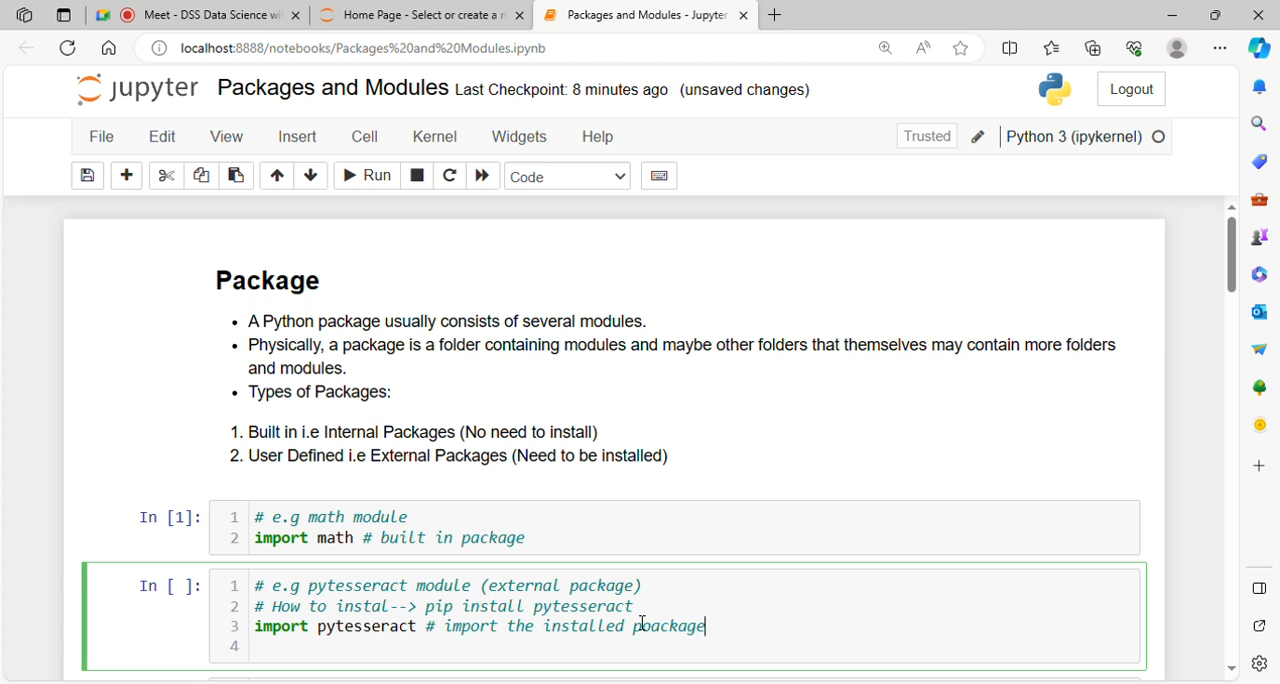 Meet - DSS Data Science wi
Home Page - Select or create a n
Packages and Modules - Jupyter
localhost:8888/notebooks/Packages%20and%20Modules.ipynb
jupyter Packages and Modules Last Checkpoint: 8 minutes ago (unsaved changes)
Logout
File Edit View Insert Cell Kernel Widgets Help
Trusted Python 3 (ipykernel)
Run Code
Package
• A Python package usually consists of several modules.
• Physically, a package is a folder containing modules and maybe other folders that themselves may contain more folders
and modules.
• Types of Packages:
1. Built in i.e Internal Packages (No need to install)
2. User Defined i.e External Packages (Need to be installed)
In [1]: 1 # e.g math module
2 import math # built in package
In [ ]: 1 # e.g pytesseract module (external package)
2 # How to instal--> pip install pytesseract
3 import pytesseract # import the installed poackage
4